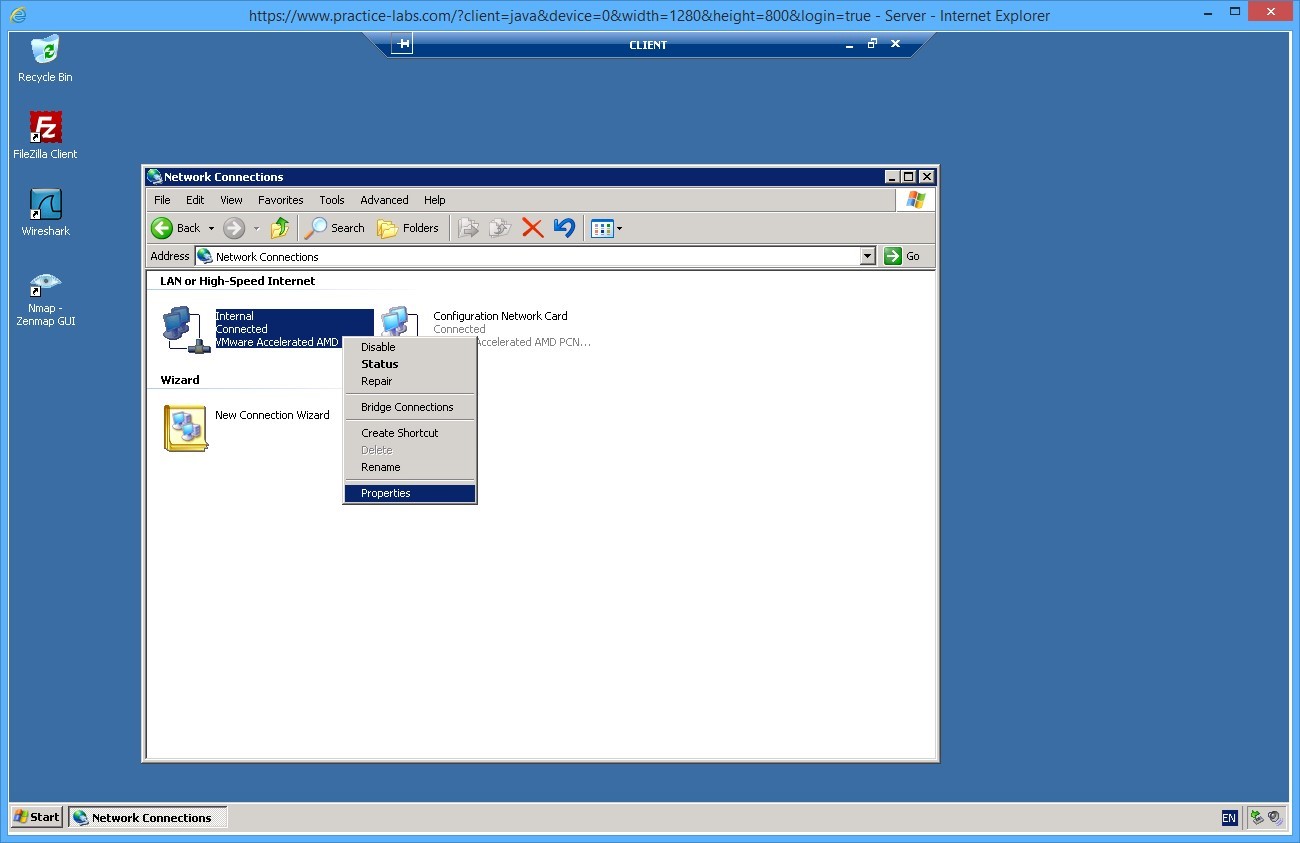 https://www.practice-labs.com/?client=java&device=0&width=1280&height=800&login=true - Server - Internet Explorer
CLIENT
Recycle Bin
FileZilla Client
Wireshark
Nmap -
Zenmap GUI
Network Connections
File Edit View Favorites Tools Advanced Help
Back Search Folders
Address Network Connections Go
LAN or High-Speed Internet
Internal
Connected
VMware Accelerated AMD
Configuration Network Card
Connected
Accelerated AMD PCN...
Disable
Status
Repair
Bridge Connections
Create Shortcut
Delete
Rename
Properties
Wizard
New Connection Wizard
Start Network Connections EN